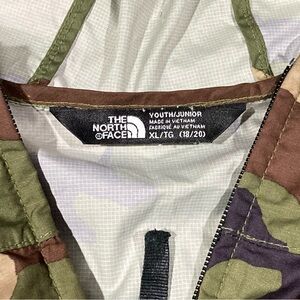 THE
NORTH
FACE
YOUTH/JUNIOR
MADE IN VIETNAM
FABRIQUÉ AU VIETNAM
XL/TG (18/20)